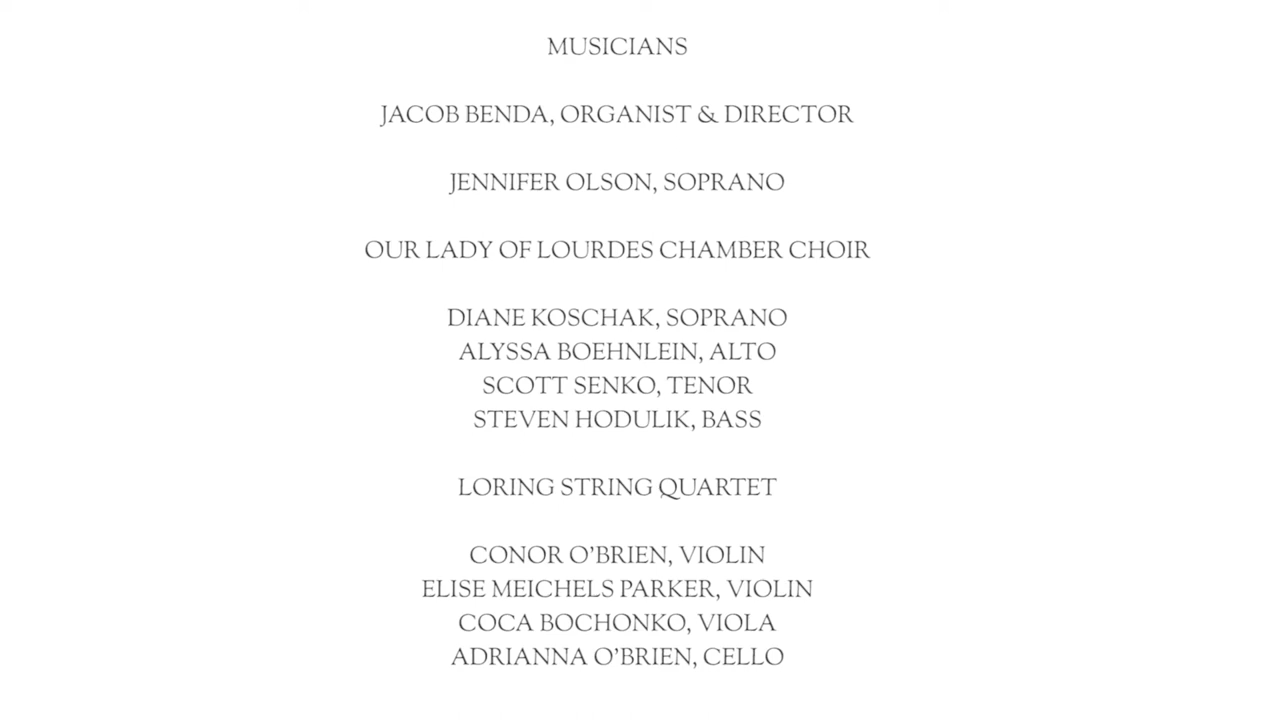 MUSICIANS
JACOB BENDA, ORGANIST & DIRECTOR
JENNIFER OLSON, SOPRANO
OUR LADY OF LOURDES CHAMBER CHOIR
DIANE KOSCHAK, SOPRANO
ALYSSA BOEHNLEIN, ALTO
SCOTT SENKO, TENOR
STEVEN HODULIK, BASS
LORING STRING QUARTET
CONOR O’BRIEN, VIOLIN
ELISE MEICHELS PARKER, VIOLIN
COCA BOCHONKO, VIOLA
ADRIANNA O’BRIEN, CELLO